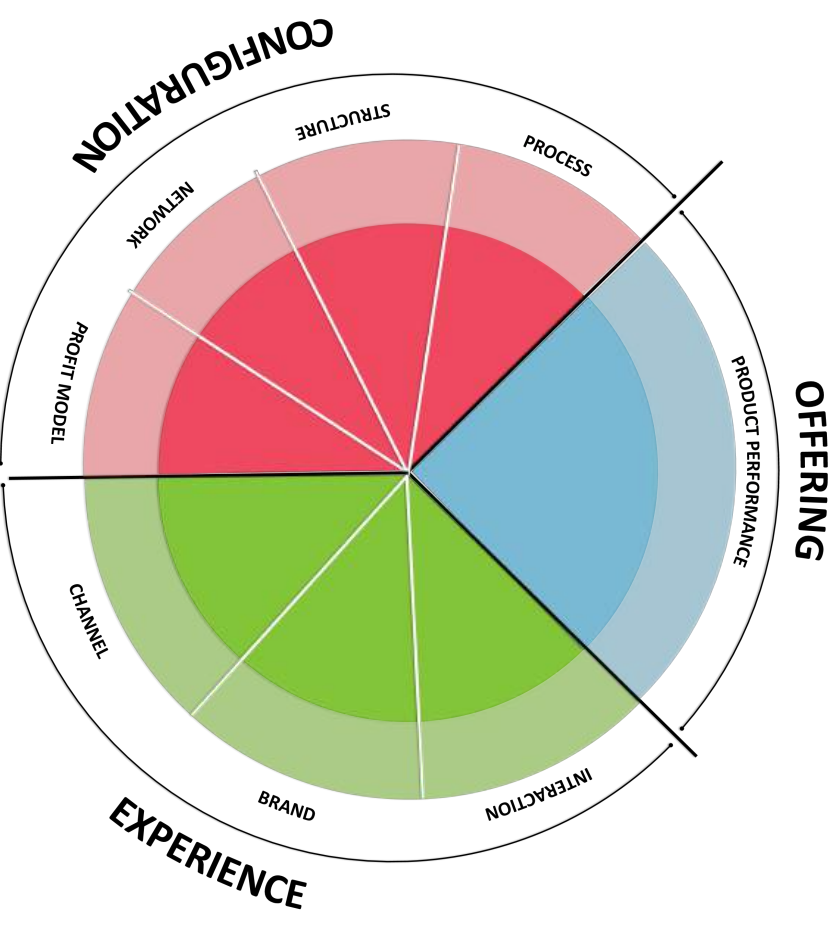 CONFIGURATION
STRUCTURE
PROCESS
NETWORK
PROFIT MODEL
OFFERING
PRODUCT PERFORMANCE
CHANNEL
BRAND
INTERACTION
EXPERIENCE